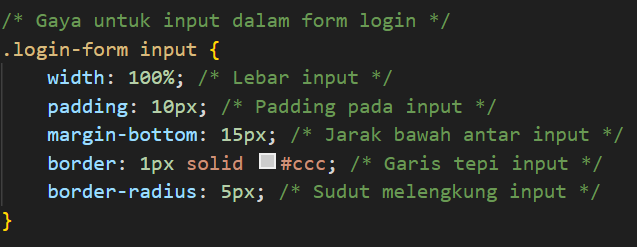 /* Gaya untuk input dalam form login */
.login-form input {
    width: 100%; /* Lebar input */
    padding: 10px; /* Padding pada input */
    margin-bottom: 15px; /* Jarak bawah antar input */
    border: 1px solid #ccc; /* Garis tepi input */
    border-radius: 5px; /* Sudut melengkung input */
}